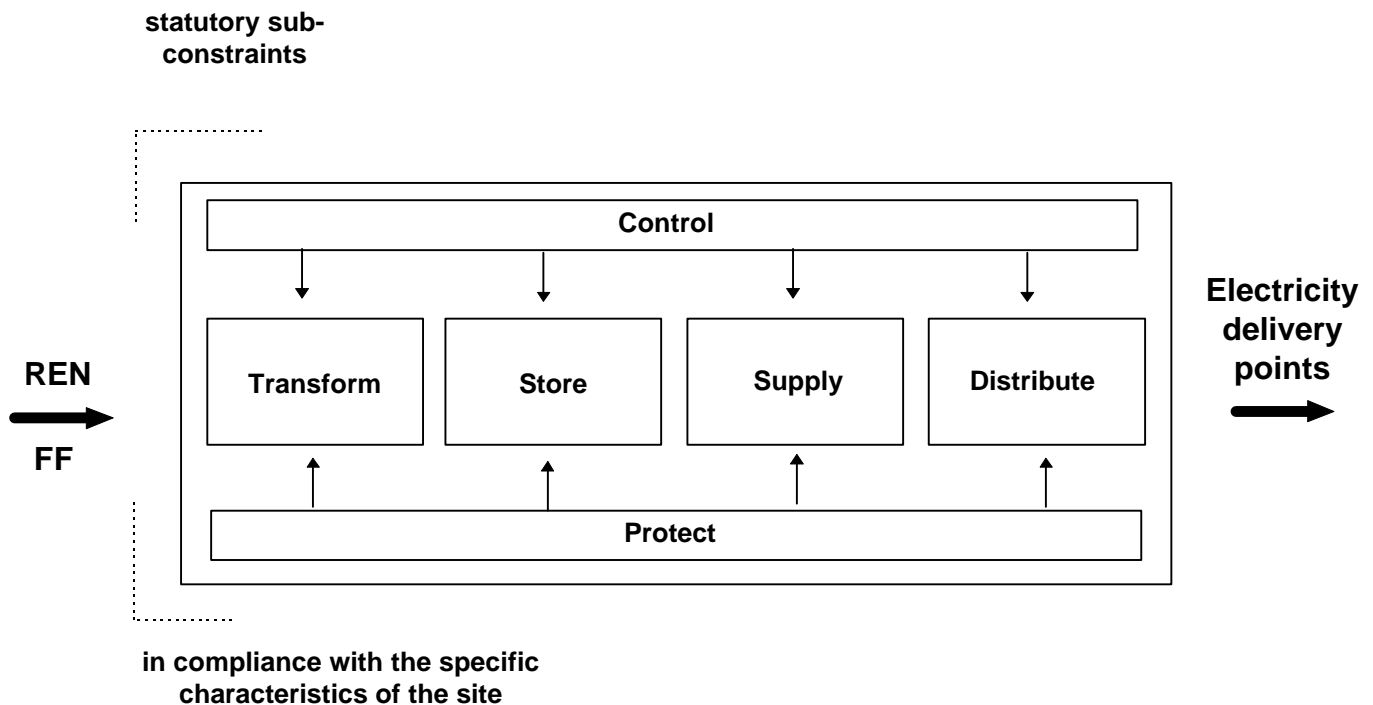 statutory sub-
constraints
Control
Electricity
delivery
points
REN
FF
Transform
Store
Supply
Distribute
Protect
in compliance with the specific
characteristics of the site